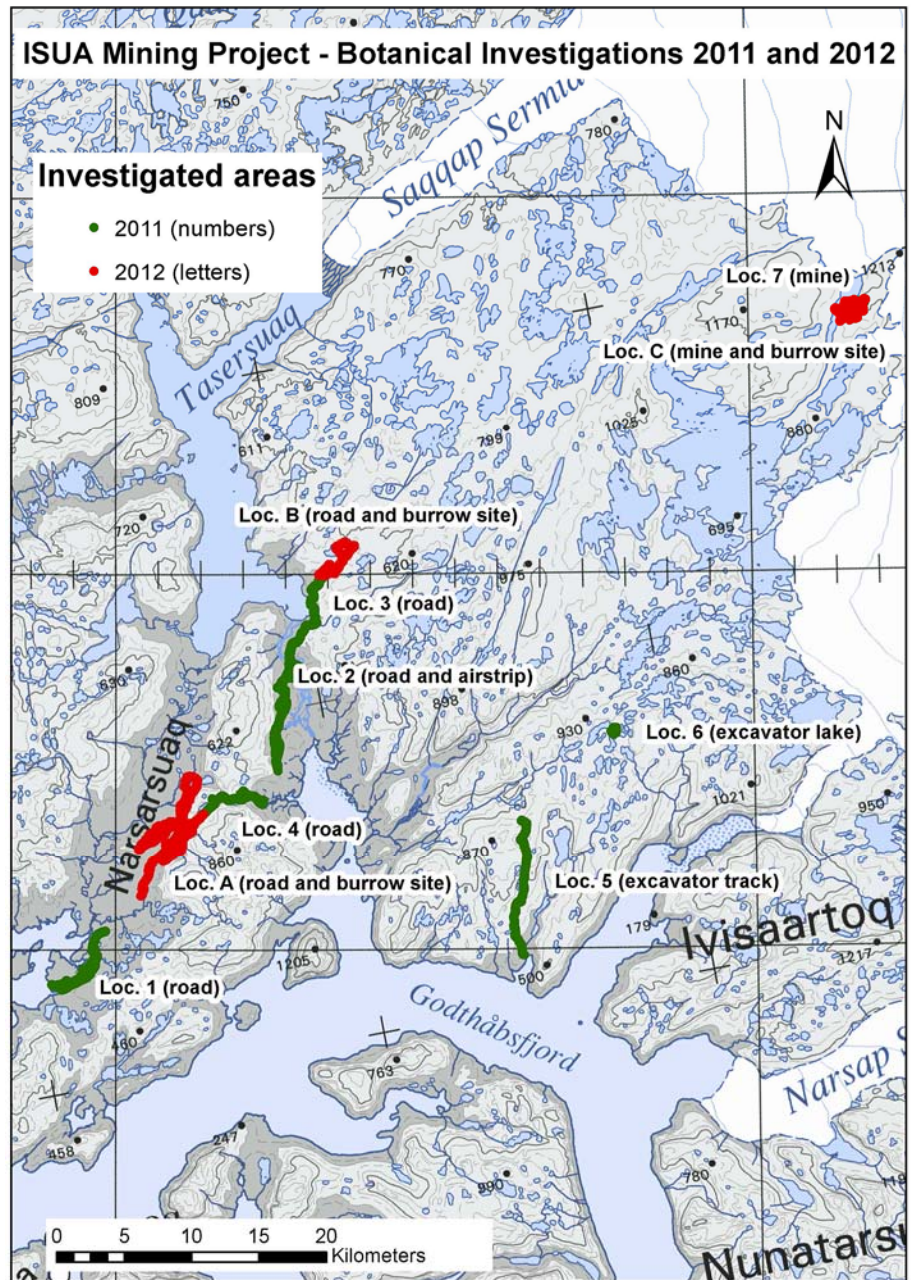 ISUA Mining Project - Botanical Investigations 2011 and 2012
750
780
N
Saqqap Sermia
Investigated areas
2011 (numbers)
2012 (letters)
770
Loc. 7 (mine)
1213
1170
Loc. C (mine and burrow site)
Tasersuaq
809
1025
880
611
799
Loc. B (road and burrow site)
720
695
620
975
Loc. 3 (road)
860
630
Loc. 2 (road and airstrip)
898
930
Loc. 6 (excavator lake)
622
Narsarsuaq
1021
950
Loc. 4 (road)
860
870
Loc. A (road and burrow site)
Loc. 5 (excavator track)
179
Ivisaartoq
1217
1205
500
Loc. 1 (road)
Godthåbsfjord
460
763
Narsap S
247
458
780
990
118
Nunatarsu
0 5 10 20
Kilometers